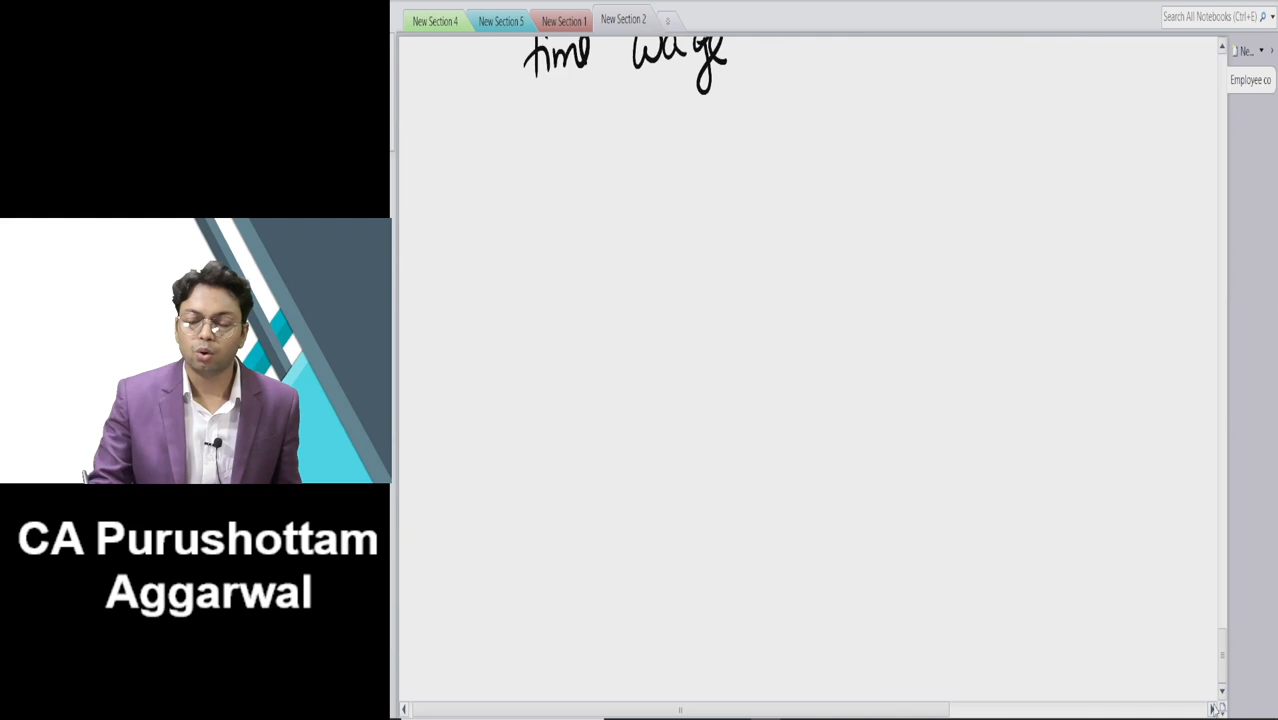 New Section 4
New Section 5
New Section 1
New Section 2
Search All Notebooks (Ctrl+E)
Ne...
time wage
Employee co
CA Purushottam
Aggarwal